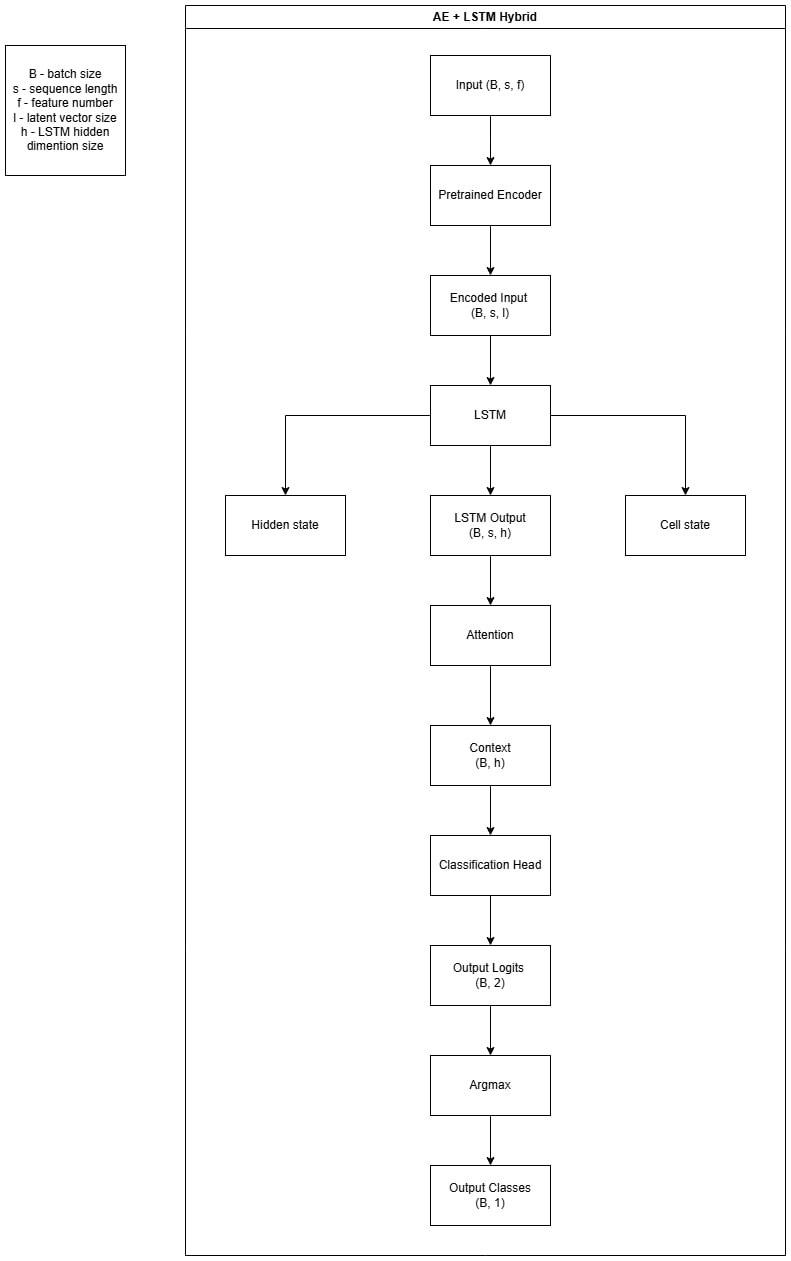 AE + LSTM Hybrid
B - batch size
s - sequence length
f - feature number
l - latent vector size
h - LSTM hidden
dimention size
Input (B, s, f)
Pretrained Encoder
Encoded Input
(B, s, l)
LSTM
Hidden state
LSTM Output
(B, s, h)
Cell state
Attention
Context
(B, h)
Classification Head
Output Logits
(B, 2)
Argmax
Output Classes
(B, 1)